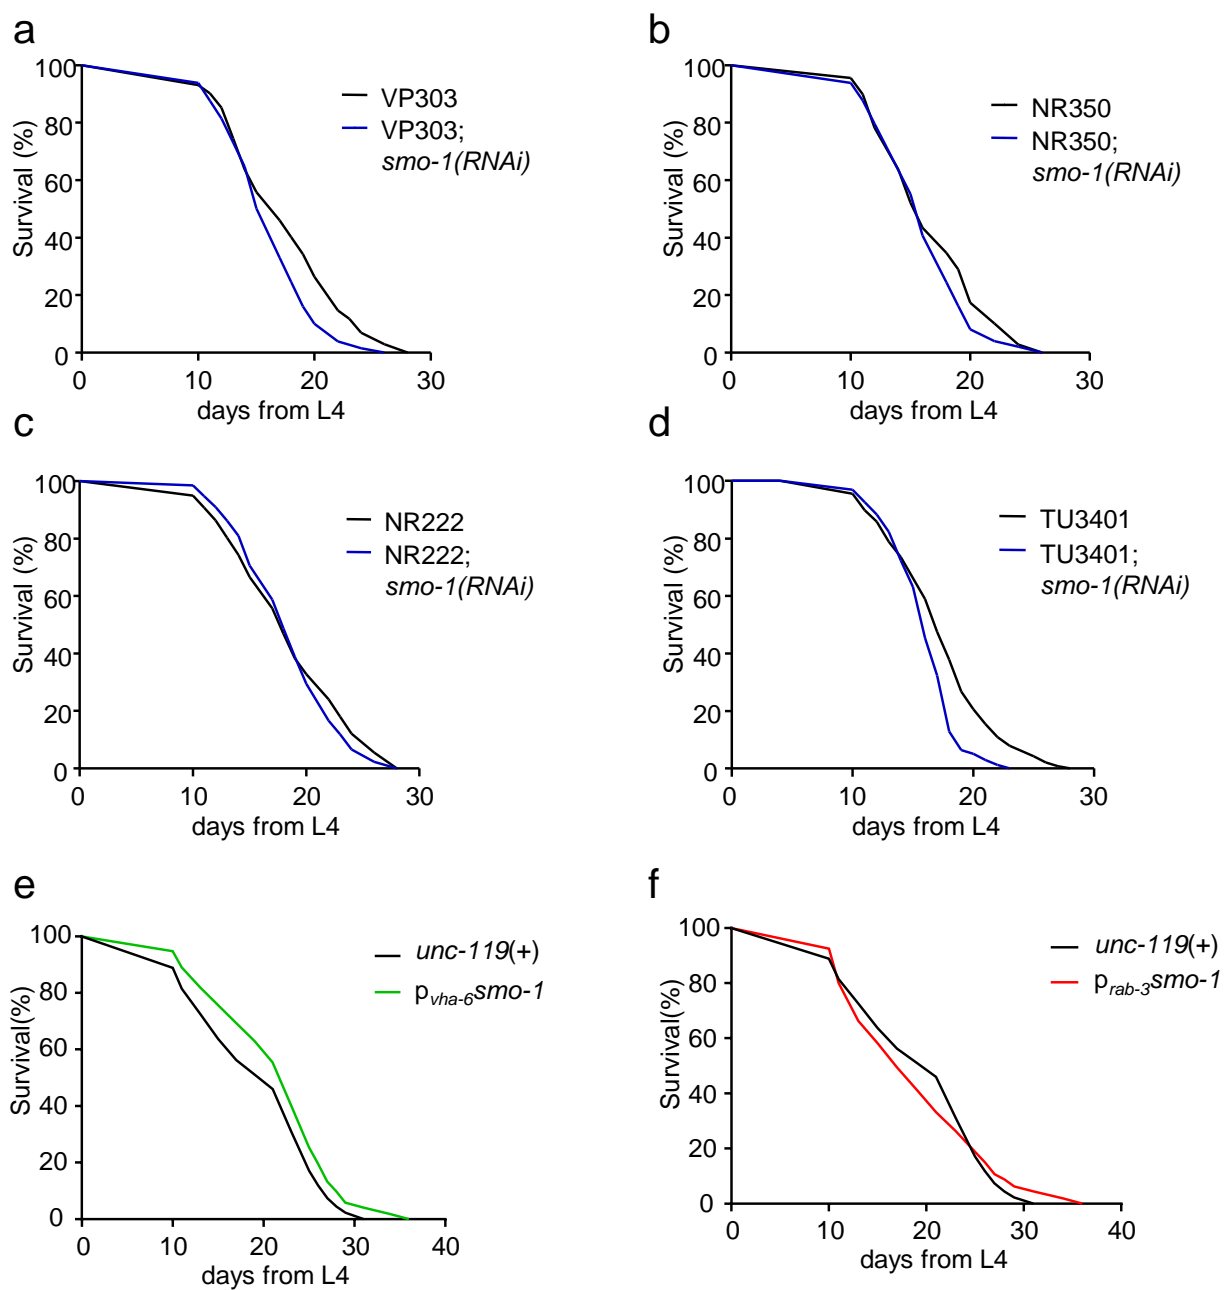 a
100
80
60
40
20
0
Survival (%)
0 10 20 30
days from L4
VP303
VP303;
smo-1(RNAi)
b
100
80
60
40
20
0
Survival (%)
0 10 20 30
days from L4
NR350
NR350;
smo-1(RNAi)
c
100
80
60
40
20
0
Survival (%)
0 10 20 30
days from L4
NR222
NR222;
smo-1(RNAi)
d
100
80
60
40
20
0
Survival (%)
0 10 20 30
days from L4
TU3401
TU3401;
smo-1(RNAi)
e
100
80
60
40
20
0
Survival(%)
0 10 20 30 40
days from L4
unc-119(+)
pvha-6smo-1
f
100
80
60
40
20
0
Survival(%)
0 10 20 30 40
days from L4
unc-119(+)
prab-3smo-1